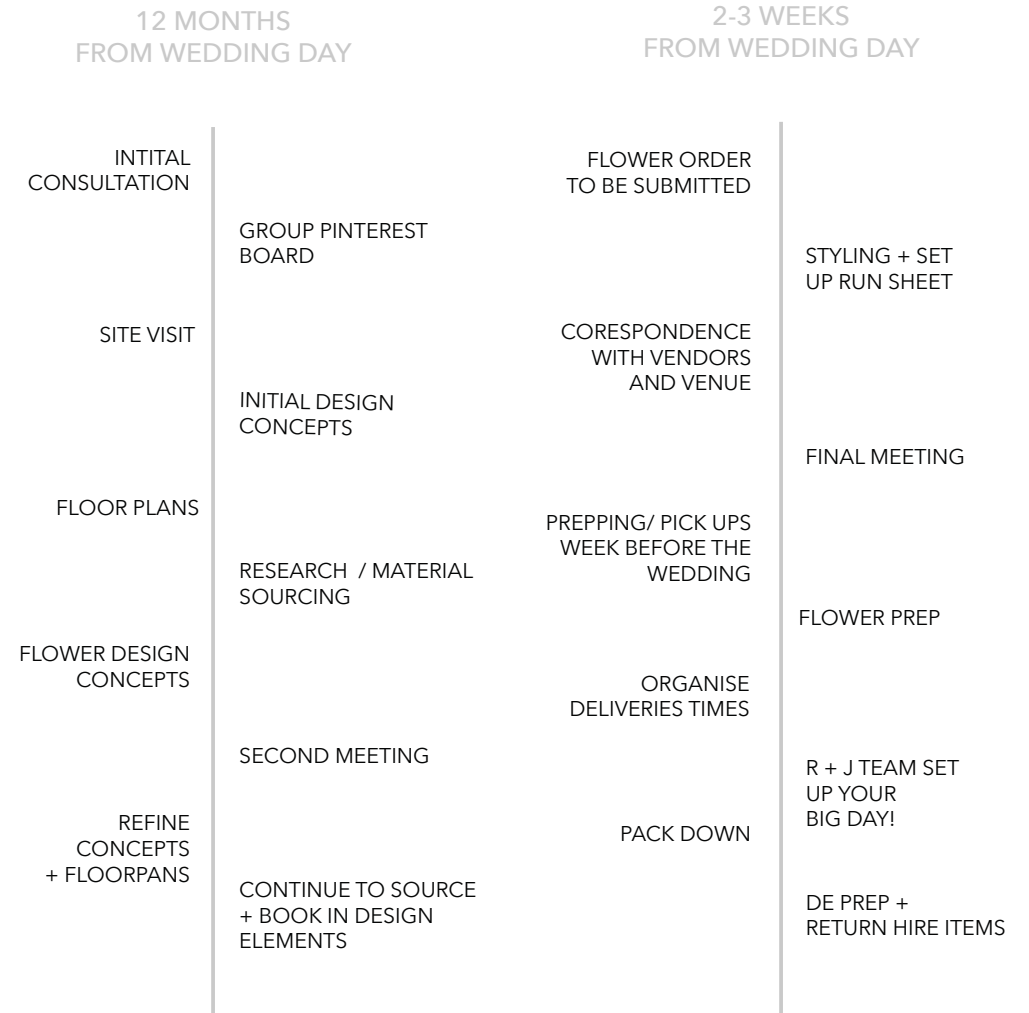 12 MONTHS
FROM WEDDING DAY
INTITAL
CONSULTATION
GROUP PINTEREST
BOARD
SITE VISIT
INITIAL DESIGN
CONCEPTS
FLOOR PLANS
RESEARCH / MATERIAL
SOURCING
FLOWER DESIGN
CONCEPTS
SECOND MEETING
REFINE
CONCEPTS
+ FLOORPANS
CONTINUE TO SOURCE
+ BOOK IN DESIGN
ELEMENTS
2-3 WEEKS
FROM WEDDING DAY
FLOWER ORDER
TO BE SUBMITTED
STYLING + SET
UP RUN SHEET
CORESPONDENCE
WITH VENDORS
AND VENUE
FINAL MEETING
PREPPING/ PICK UPS
WEEK BEFORE THE
WEDDING
FLOWER PREP
ORGANISE
DELIVERIES TIMES
R + J TEAM SET
UP YOUR
BIG DAY!
PACK DOWN
DE PREP +
RETURN HIRE ITEMS